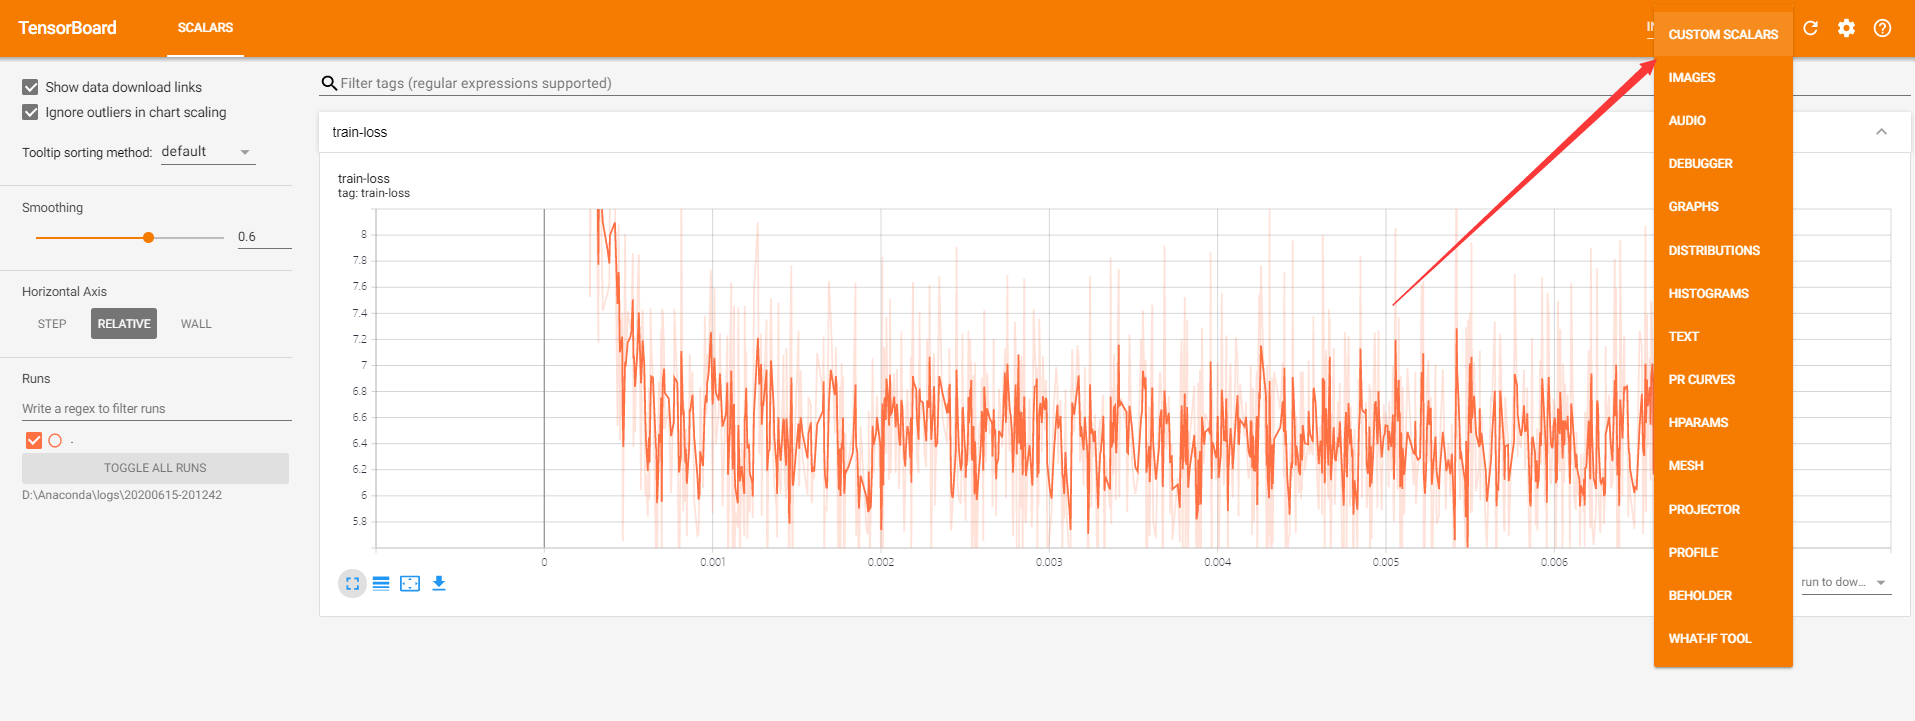 TensorBoard
SCALARS
CUSTOM SCALARS
IMAGES
AUDIO
DEBUGGER
GRAPHS
DISTRIBUTIONS
HISTOGRAMS
TEXT
PR CURVES
HPARAMS
MESH
PROJECTOR
PROFILE
BEHOLDER
WHAT-IF TOOL
Show data download links
Ignore outliers in chart scaling
Tooltip sorting method: default
Smoothing
0.6
Horizontal Axis
STEP RELATIVE WALL
Runs
Write a regex to filter runs
.
TOGGLE ALL RUNS
D:\Anaconda\logs\20200615-201242
Filter tags (regular expressions supported)
train-loss
train-loss
tag: train-loss
8
7.8
7.6
7.4
7.2
7
6.8
6.6
6.4
6.2
6
5.8
0 0.001 0.002 0.003 0.004 0.005 0.006
run to dow...